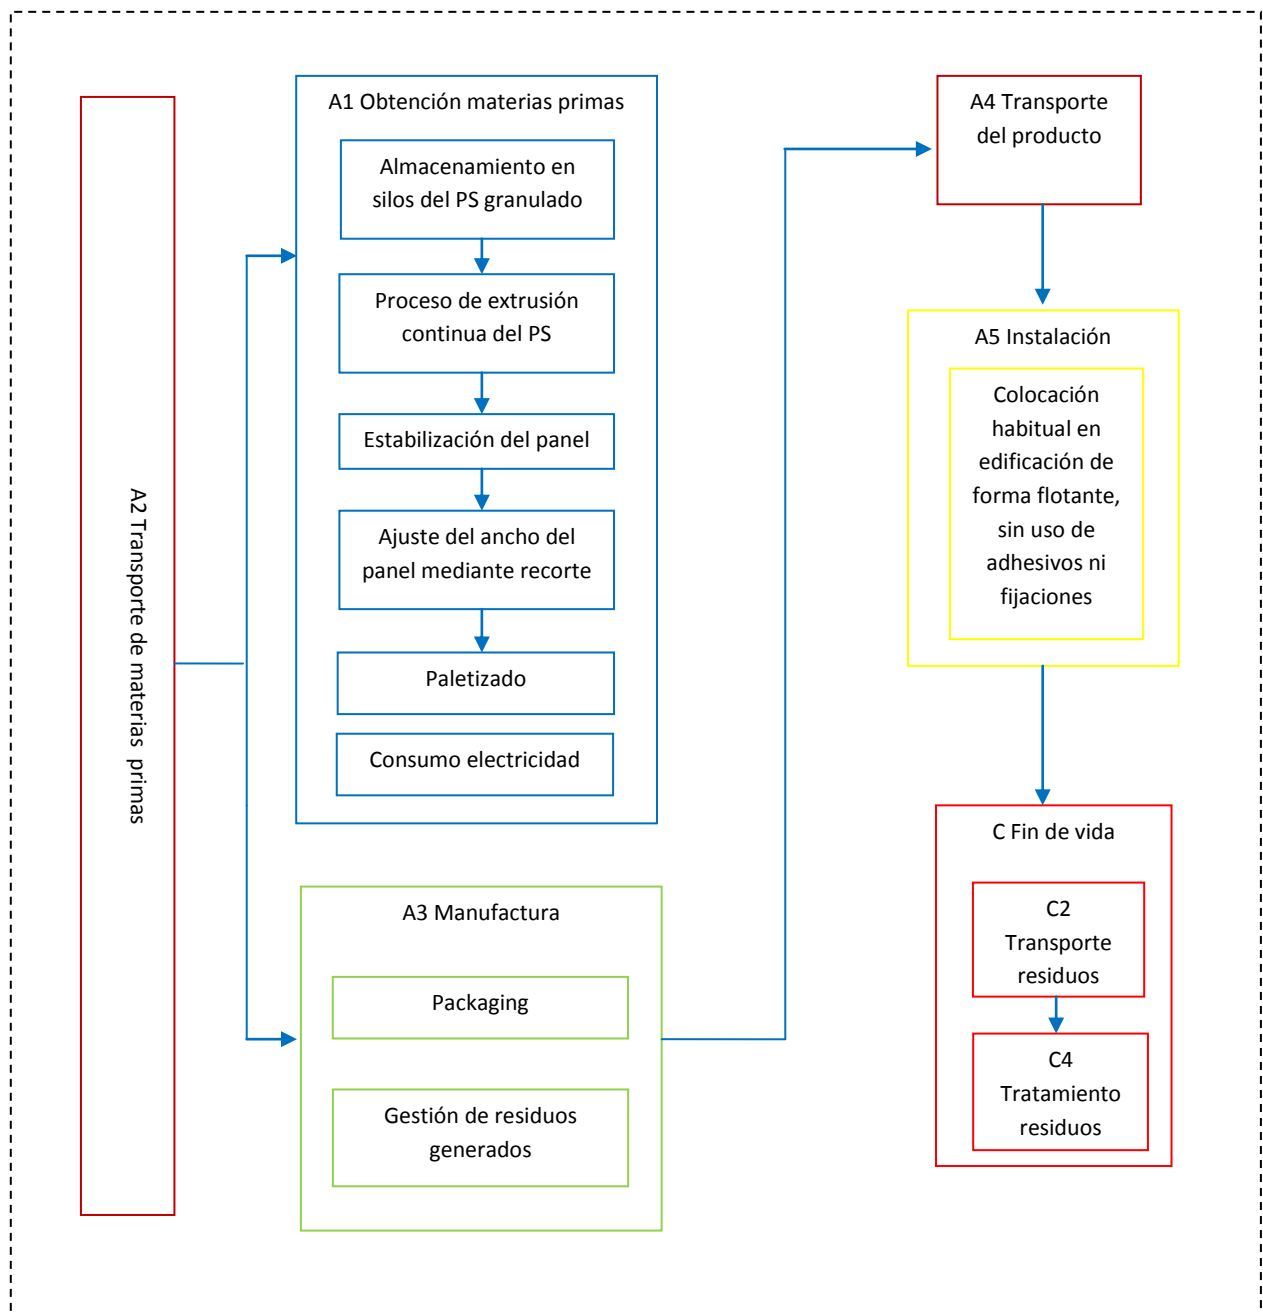 A2 Transporte de materias primas
A1 Obtención materias primas
Almacenamiento en
silos del PS granulado
Proceso de extrusión
continua del PS
Estabilización del panel
Ajuste del ancho del
panel mediante recorte
Paletizado
Consumo electricidad
A3 Manufactura
Packaging
Gestión de residuos
generados
A4 Transporte
del producto
A5 Instalación
Colocación
habitual en
edificación de
forma flotante,
sin uso de
adhesivos ni
fijaciones
C Fin de vida
C2
Transporte
residuos
C4
Tratamiento
residuos